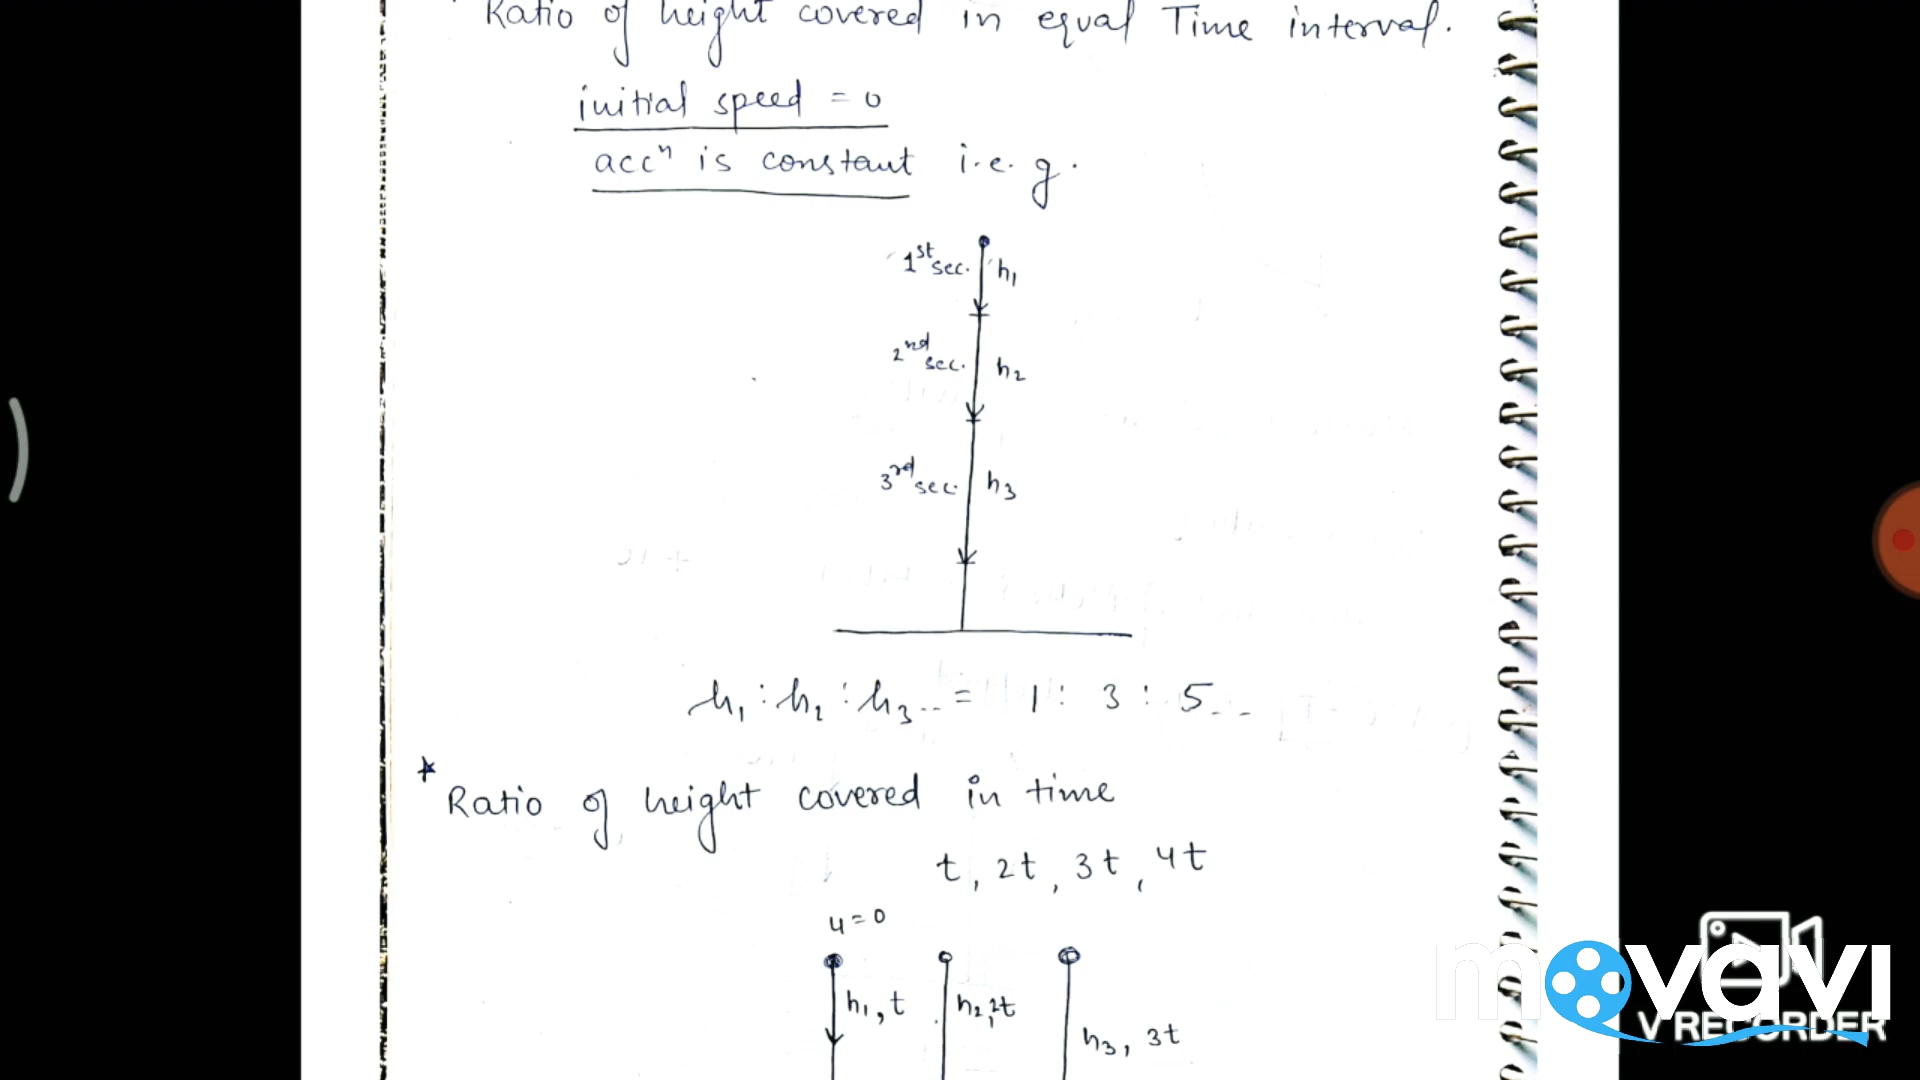 Ratio of height covered in equal Time interval.
initial speed = 0
accⁿ is constant i.e. g.
1st sec. h₁
2nd sec. h₂
3rd sec. h₃
h₁ : h₂ : h₃.. = 1 : 3 : 5...
* Ratio of height covered in time
t, 2t, 3t, 4t
u=0
h₁, t h₂, 2t h₃, 3t
movavi
V RECORDER